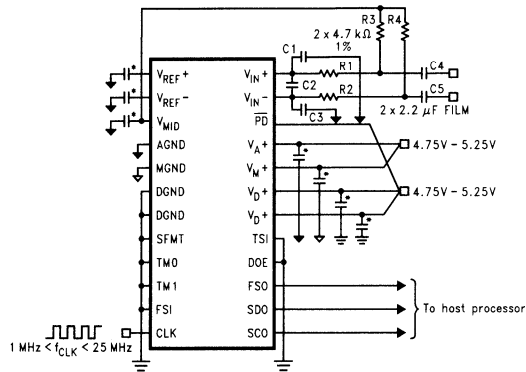 R3 R4
2 x 4.7 kΩ
1%
C1
R1
C4
C2
R2
C5
C3
2 x 2.2 μF FILM
* VREF+ VIN+
* VREF- VIN-
* VMID PD
AGND VA+ 4.75V - 5.25V
MGND VM+
DGND VD+ 4.75V - 5.25V
DGND VD+
* * * *
SFMT TSI
TM0 DOE
TM1 FSO
FSI SDO To host processor
CLK SCO
1 MHz < fCLK < 25 MHz